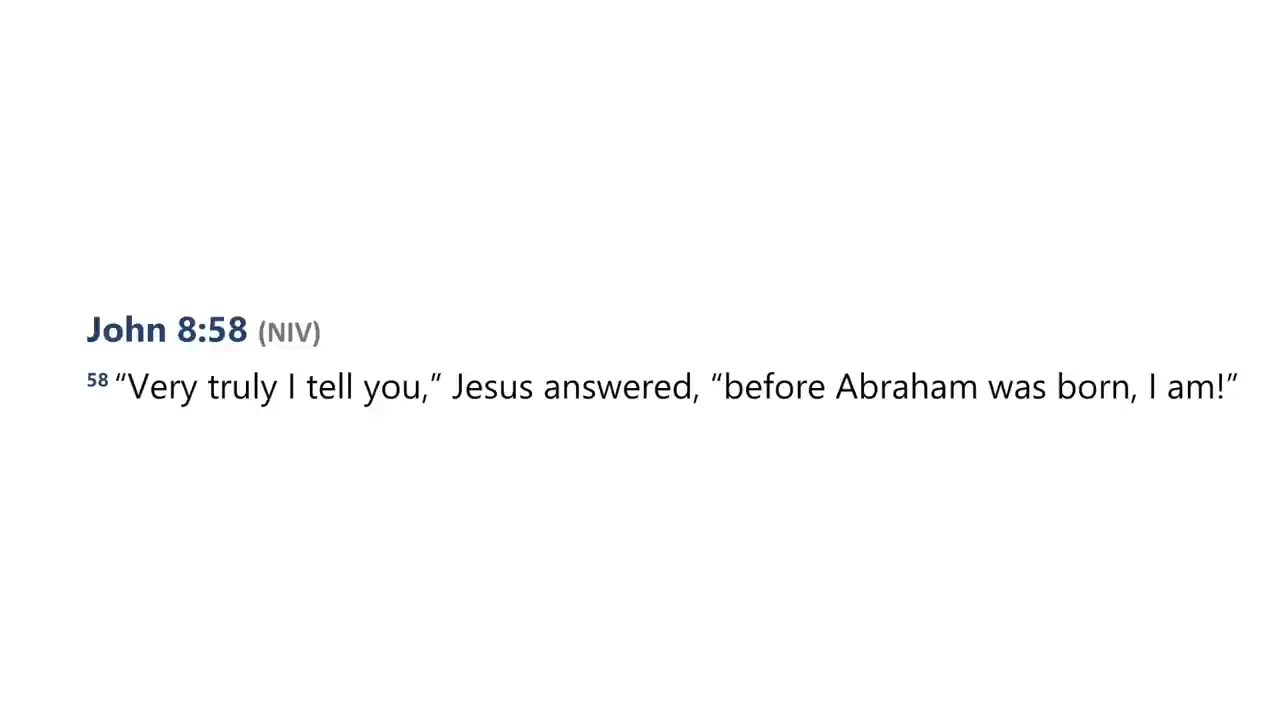 John 8:58 (NIV)
58 “Very truly I tell you,” Jesus answered, “before Abraham was born, I am!”